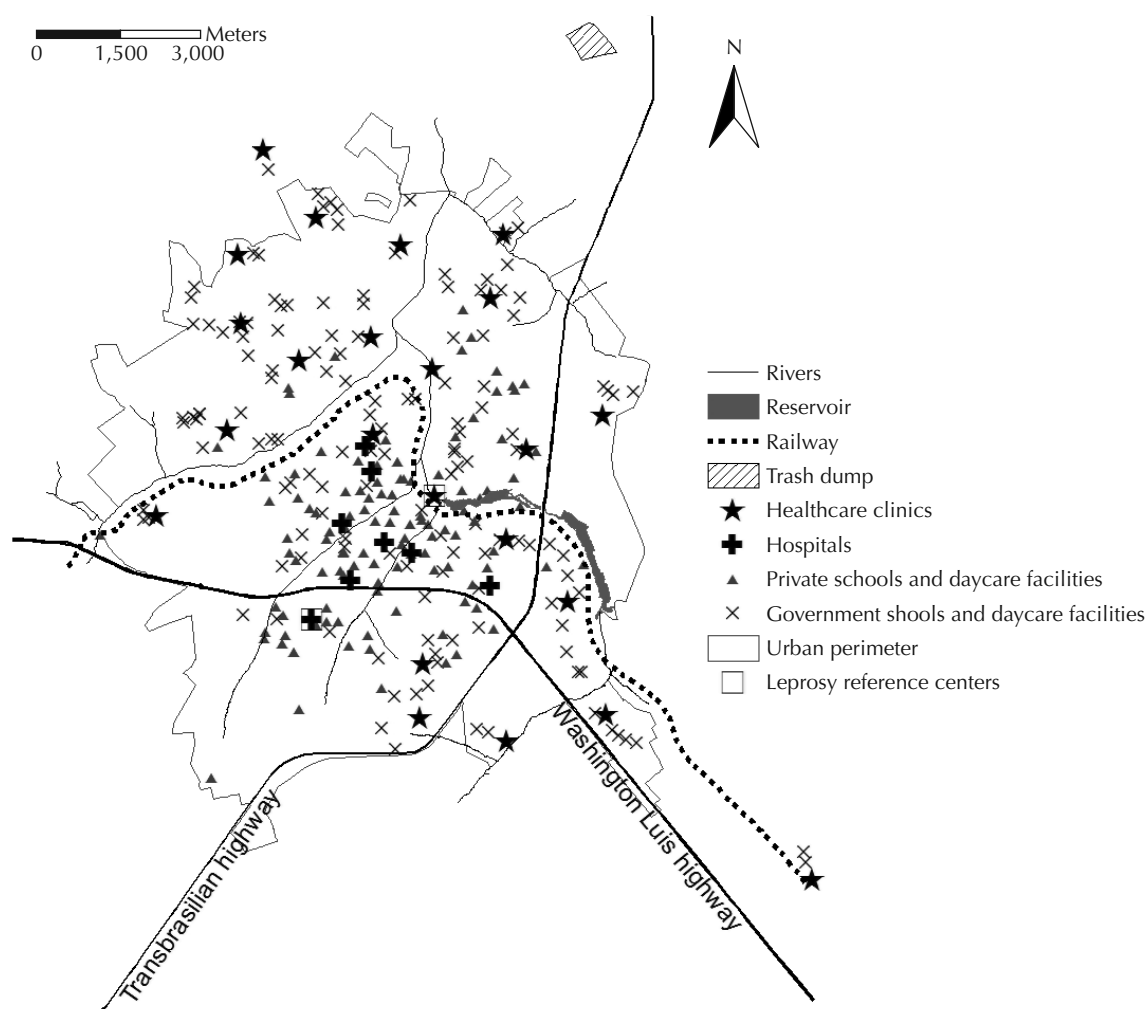 Meters
0 1,500 3,000
N
Rivers
Reservoir
Railway
Trash dump
Healthcare clinics
Hospitals
Private schools and daycare facilities
Government shools and daycare facilities
Urban perimeter
Leprosy reference centers
Washington Luis highway
Transbrasilian highway